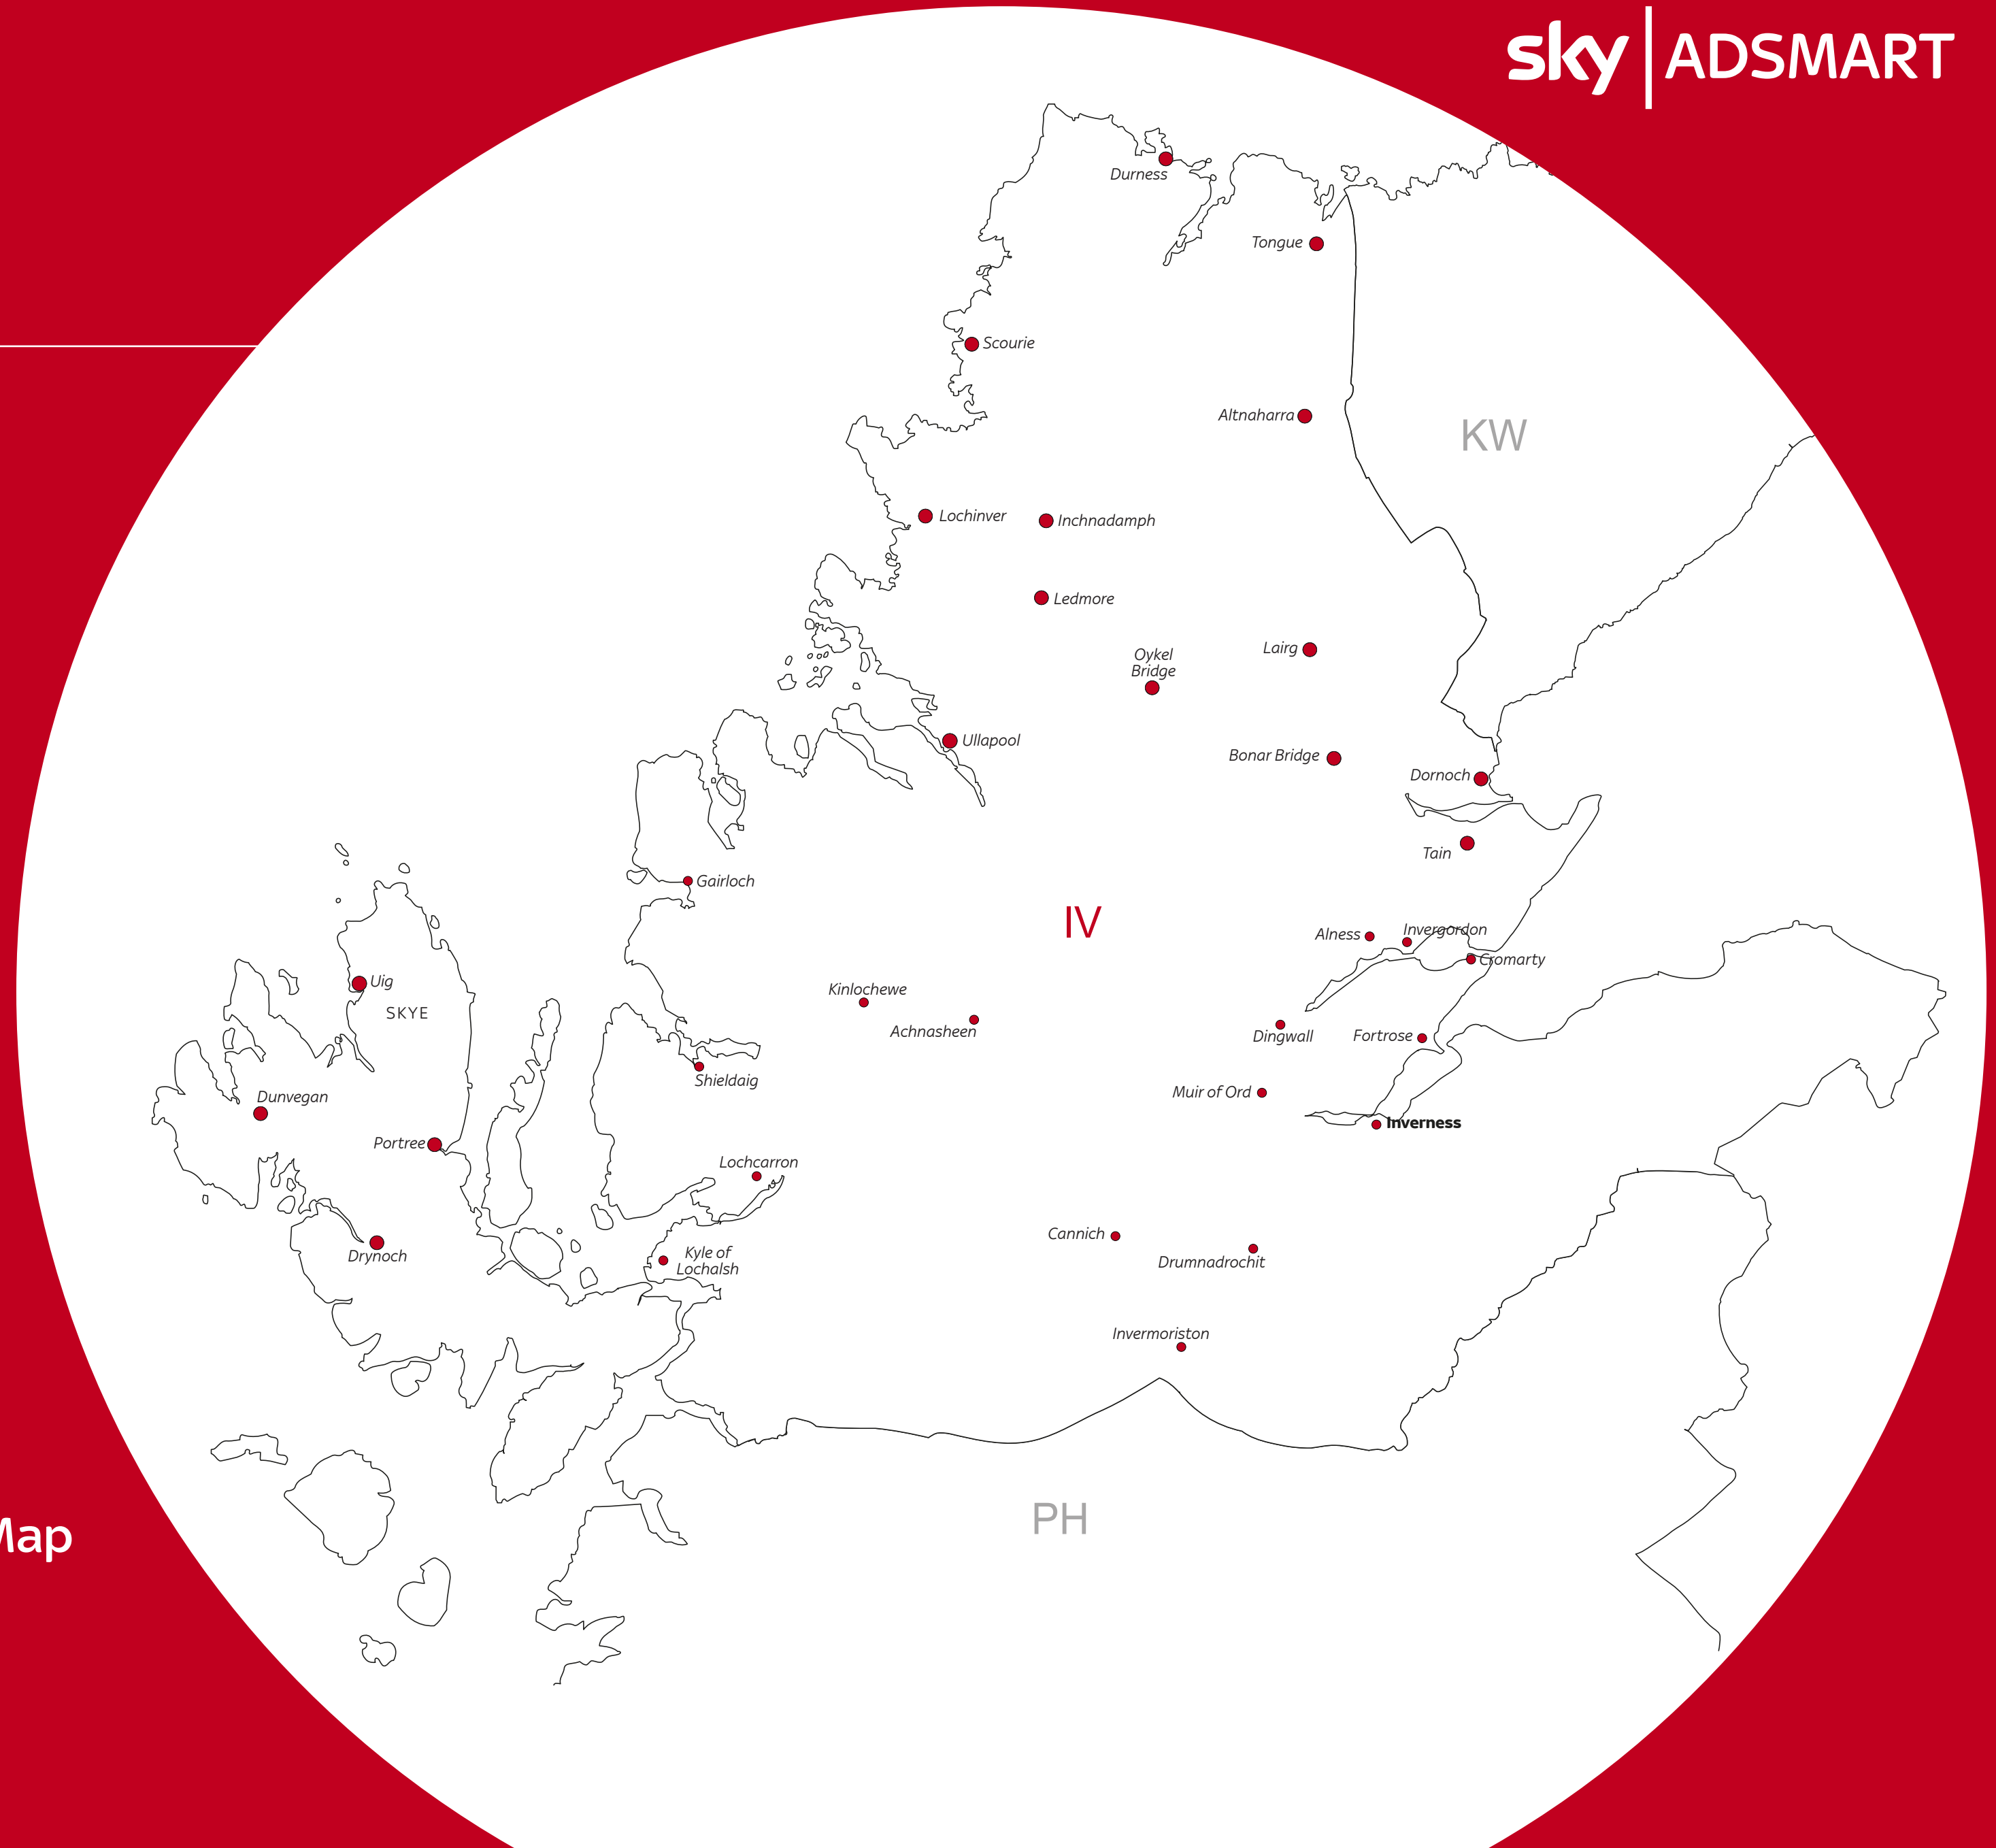 sky ADSMART
Durness
Tongue
Scourie
Altnaharra
KW
Lochinver
Inchnadamph
Ledmore
Lairg
Oykel
Bridge
Ullapool
Bonar Bridge
Dornoch
Tain
Gairloch
IV
Invergordon
Alness
Cromarty
Uig
Kinlochewe
SKYE
Achnasheen
Dingwall
Fortrose
Shieldaig
Muir of Ord
Dunvegan
Inverness
Portree
Lochcarron
Cannich
Kyle of
Lochalsh
Drynoch
Drumnadrochit
Invermoriston
PH
Map